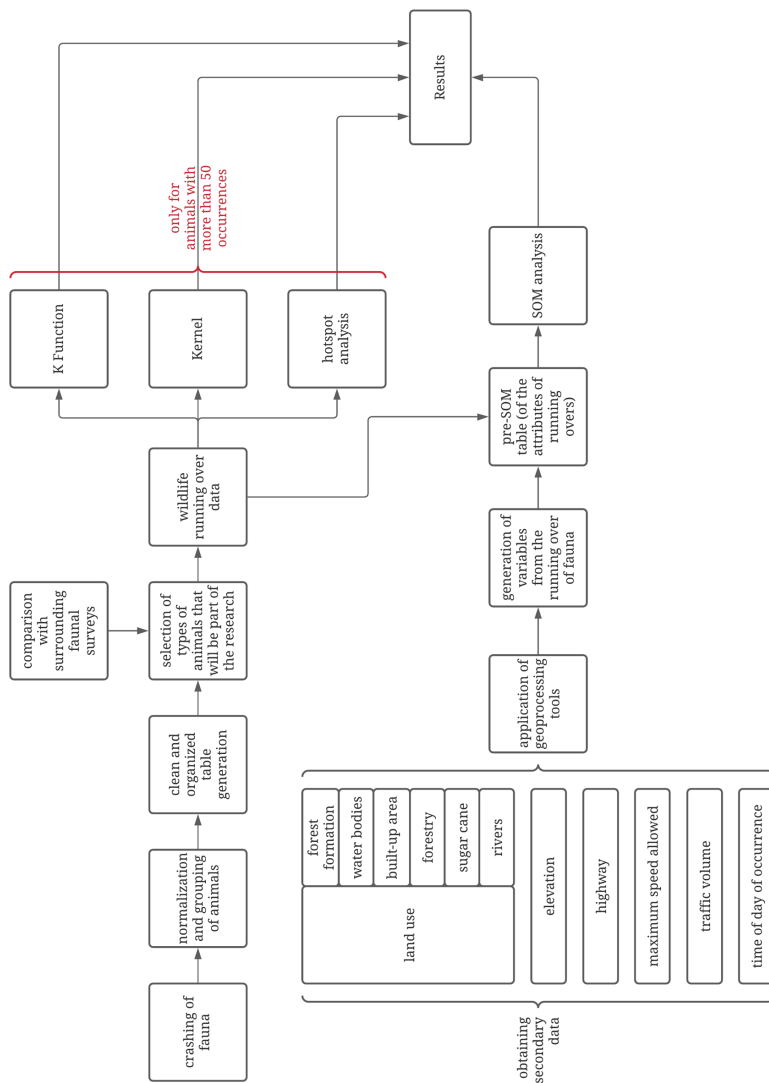 crashing of
fauna
normalization
and grouping
of animals
clean and
organized
table
generation
comparison
with
surrounding
faunal
surveys
selection of
types of
animals that
will be part of
the research
wildlife
running over
data
K Function
Kernel
hotspot
analysis
only for
animals with
more than 50
occurrences
Results
obtaining
secondary
data
land use
forest
formation
water bodies
built-up area
forestry
sugar cane
rivers
elevation
highway
maximum speed allowed
traffic volume
time of day of occurrence
application of
geoprocessing
tools
generation of
variables
from the
running over
of fauna
pre-SOM
table (of the
attributes of
running
overs)
SOM analysis